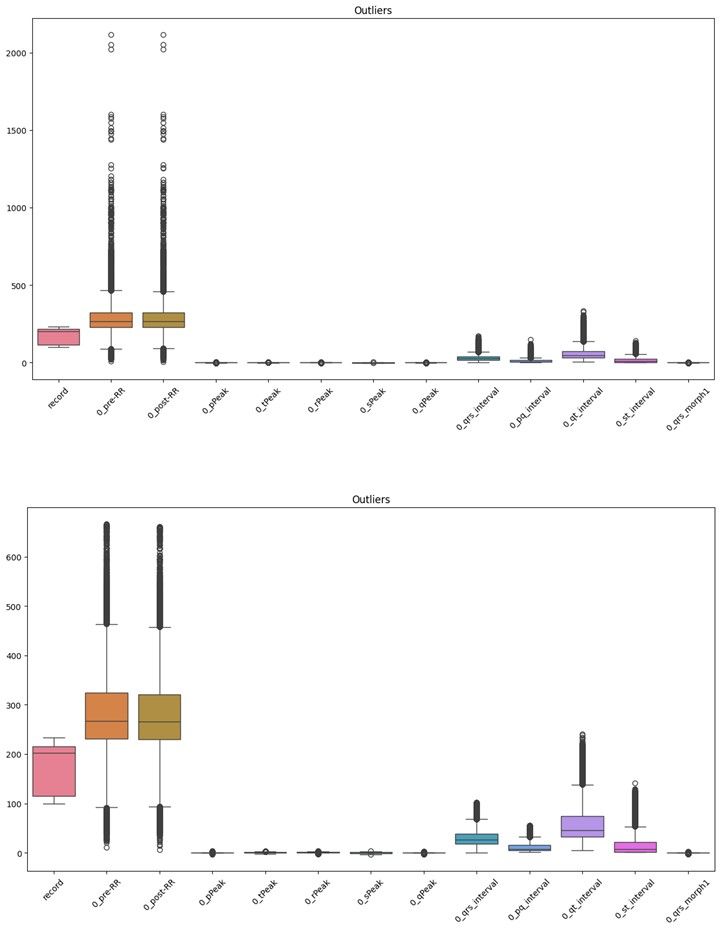 Outliers
2000
1500
1000
500
0
record
0_pre-RR
0_post-RR
0_pPeak
0_tPeak
0_rPeak
0_sPeak
0_qPeak
0_qrs_interval
0_pq_interval
0_qt_interval
0_st_interval
0_qrs_morph1
Outliers
600
500
400
300
200
100
0
record
0_pre-RR
0_post-RR
0_pPeak
0_tPeak
0_rPeak
0_sPeak
0_qPeak
0_qrs_interval
0_pq_interval
0_qt_interval
0_st_interval
0_qrs_morph1